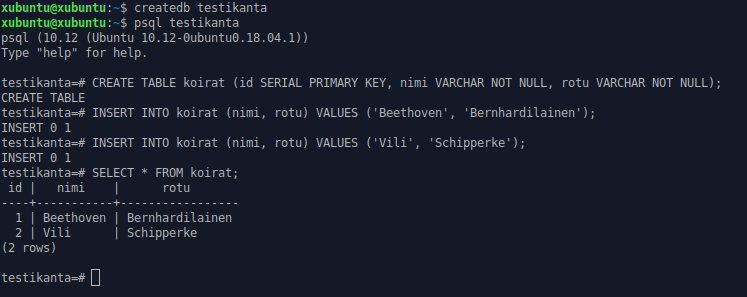 xubuntu@xubuntu:~$ createdb testikanta
xubuntu@xubuntu:~$ psql testikanta
psql (10.12 (Ubuntu 10.12-0ubuntu0.18.04.1))
Type "help" for help.

testikanta=# CREATE TABLE koirat (id SERIAL PRIMARY KEY, nimi VARCHAR NOT NULL, rotu VARCHAR NOT NULL);
CREATE TABLE
testikanta=# INSERT INTO koirat (nimi, rotu) VALUES ('Beethoven', 'Bernhardilainen');
INSERT 0 1
testikanta=# INSERT INTO koirat (nimi, rotu) VALUES ('Vili', 'Schipperke');
INSERT 0 1
testikanta=# SELECT * FROM koirat;
 id |   nimi    |      rotu
----+-----------+-----------------
  1 | Beethoven | Bernhardilainen
  2 | Vili      | Schipperke
(2 rows)

testikanta=#